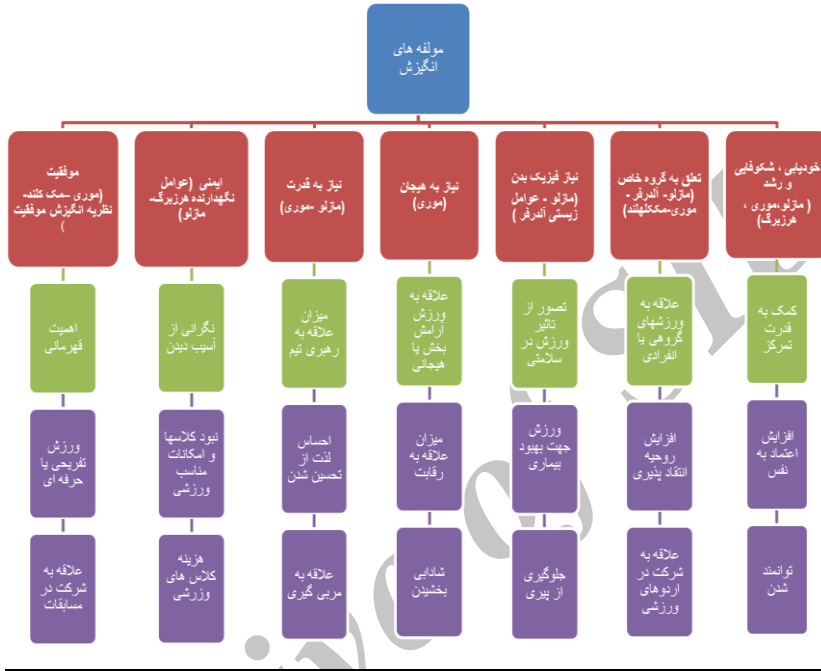 مولفه های
انگیزش
خودیابی ، شکوفایی
و رشد
( مازلو،موری ،
هرزبرگ)
تعلق به گروه خاص
(مازلو- آلدرفر -
موری-مککلهلند)
نیاز فیزیک بدن
(مازلو - عوامل
زیستی آلدرفر )
نیاز به هیجان
(موری)
نیاز به قدرت
(مازلو -موری)
ایمنی (عوامل
نگهدارنده هرزبرگ-
مازلو)
موفقیت
(موری –مک کلند-
نظریه انگیزش موفقیت
)
کمک به
قدرت
تمرکز
علاقه به
ورزشهای
گروهی یا
انفرادی
تصور از
تاثیر
ورزش در
سلامتی
علاقه به
ورزش
آرامش
بخش یا
هیجانی
میزان
علاقه به
رهبری تیم
نگرانی از
آسیب دیدن
اهمیت
قهرمانی
افزایش
اعتماد به
نفس
افزایش
روحیه
انتقاد پذیری
ورزش
جهت بهبود
بیماری
میزان
علاقه به
رقابت
احساس
لذت از
تحسین شدن
نبود کلاسها
و امکانات
مناسب
ورزشی
ورزش
تفریحی یا
حرفه ای
توانمند
شدن
علاقه به
شرکت در
اردوهای
ورزشی
جلوگیری
از پیری
شادابی
بخشیدن
علاقه به
مربی گیری
هزینه
کلاس های
وزرشی
علاقه به
شرکت در
مسابقات